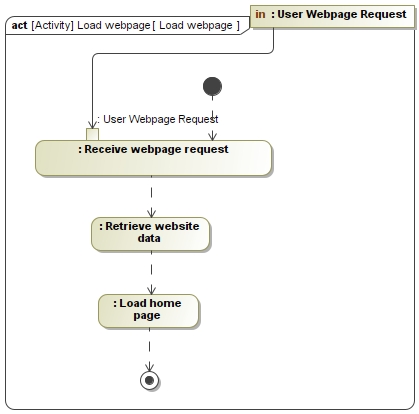 act [Activity] Load webpage [ Load webpage ]
in : User Webpage Request
: User Webpage Request
: Receive webpage request
: Retrieve website
data
: Load home
page